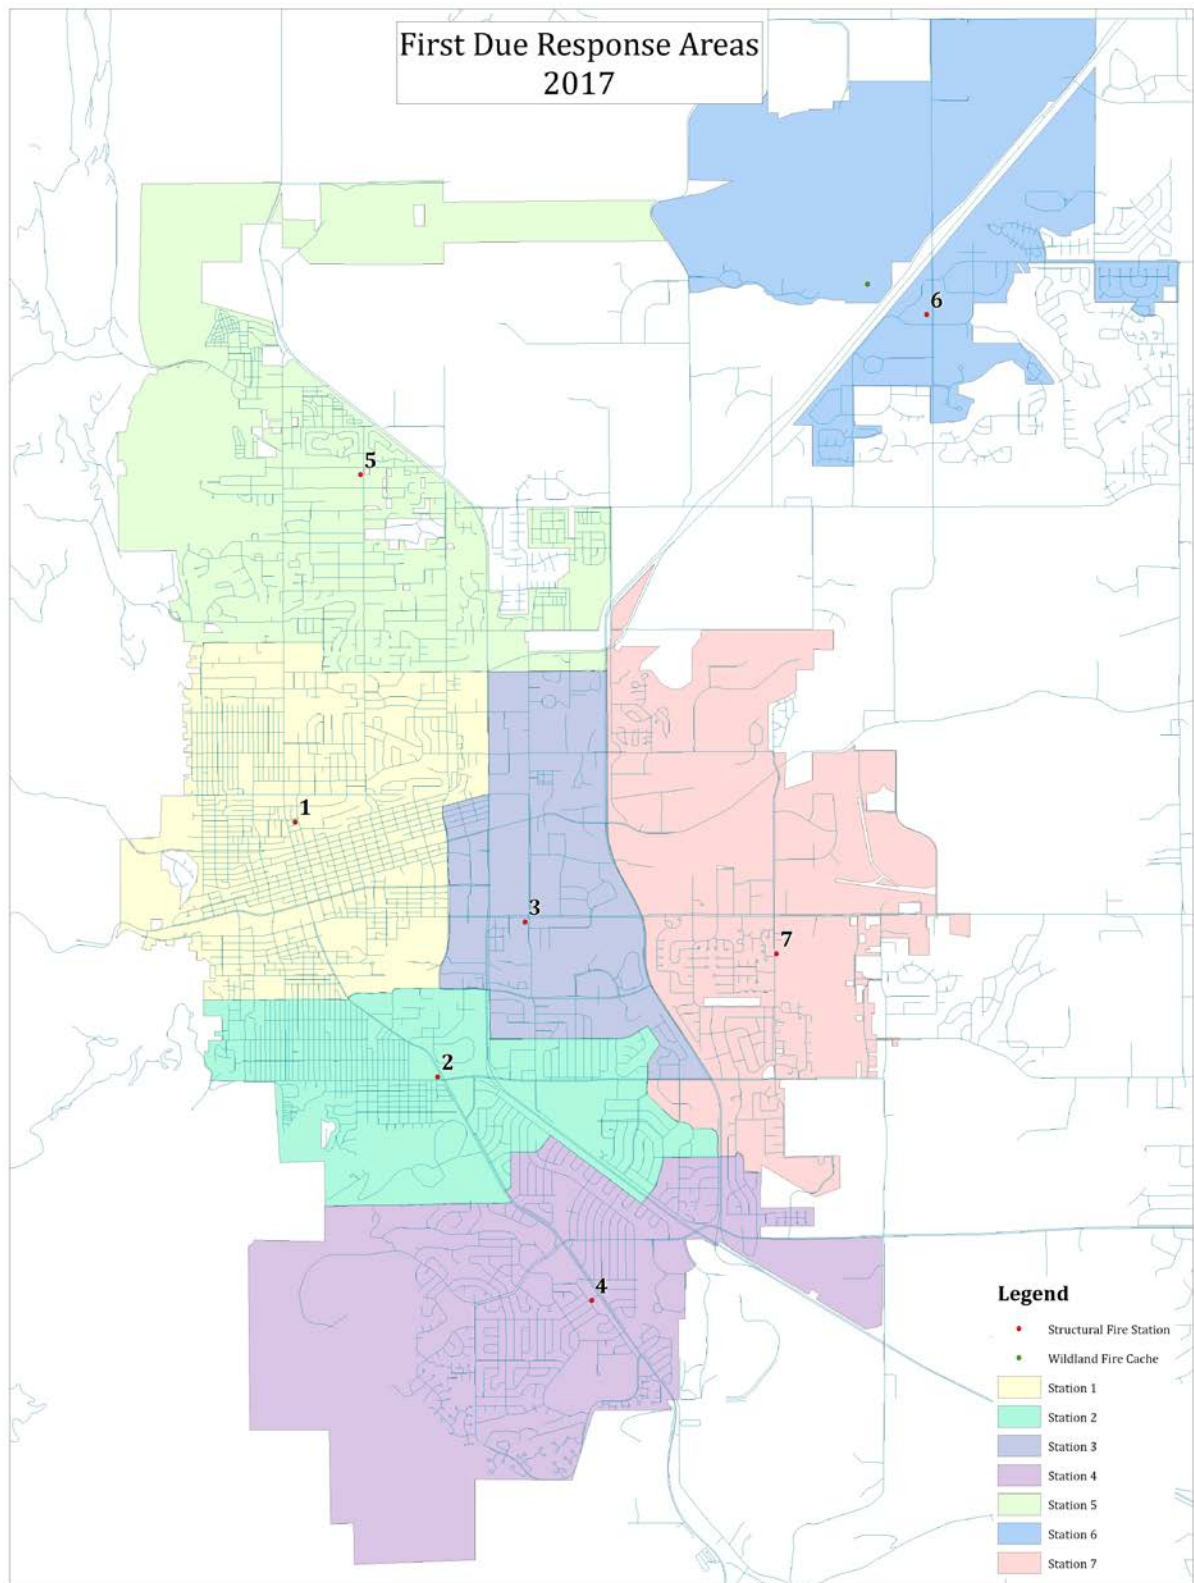 First Due Response Areas
2017
6
5
1
3
7
2
4
Legend
Structural Fire Station
Wildland Fire Cache
Station 1
Station 2
Station 3
Station 4
Station 5
Station 6
Station 7